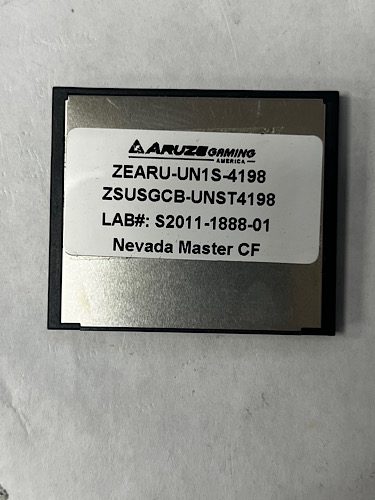 ARUZE GAMING
AMERICA
ZEARU-UN1S-4198
ZSUSGCB-UNST4198
LAB#: S2011-1888-01
Nevada Master CF